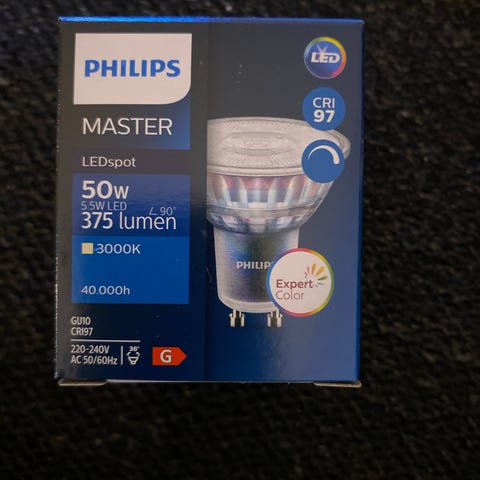 PHILIPS
LED
CRI
97
MASTER
LEDspot
50W
5.5W LED
375 lumen ∠ 90°
3000K
40.000h
PHILIPS
Expert
Color
GU10
CRI97
220-240V
AC 50/60Hz
36°
G